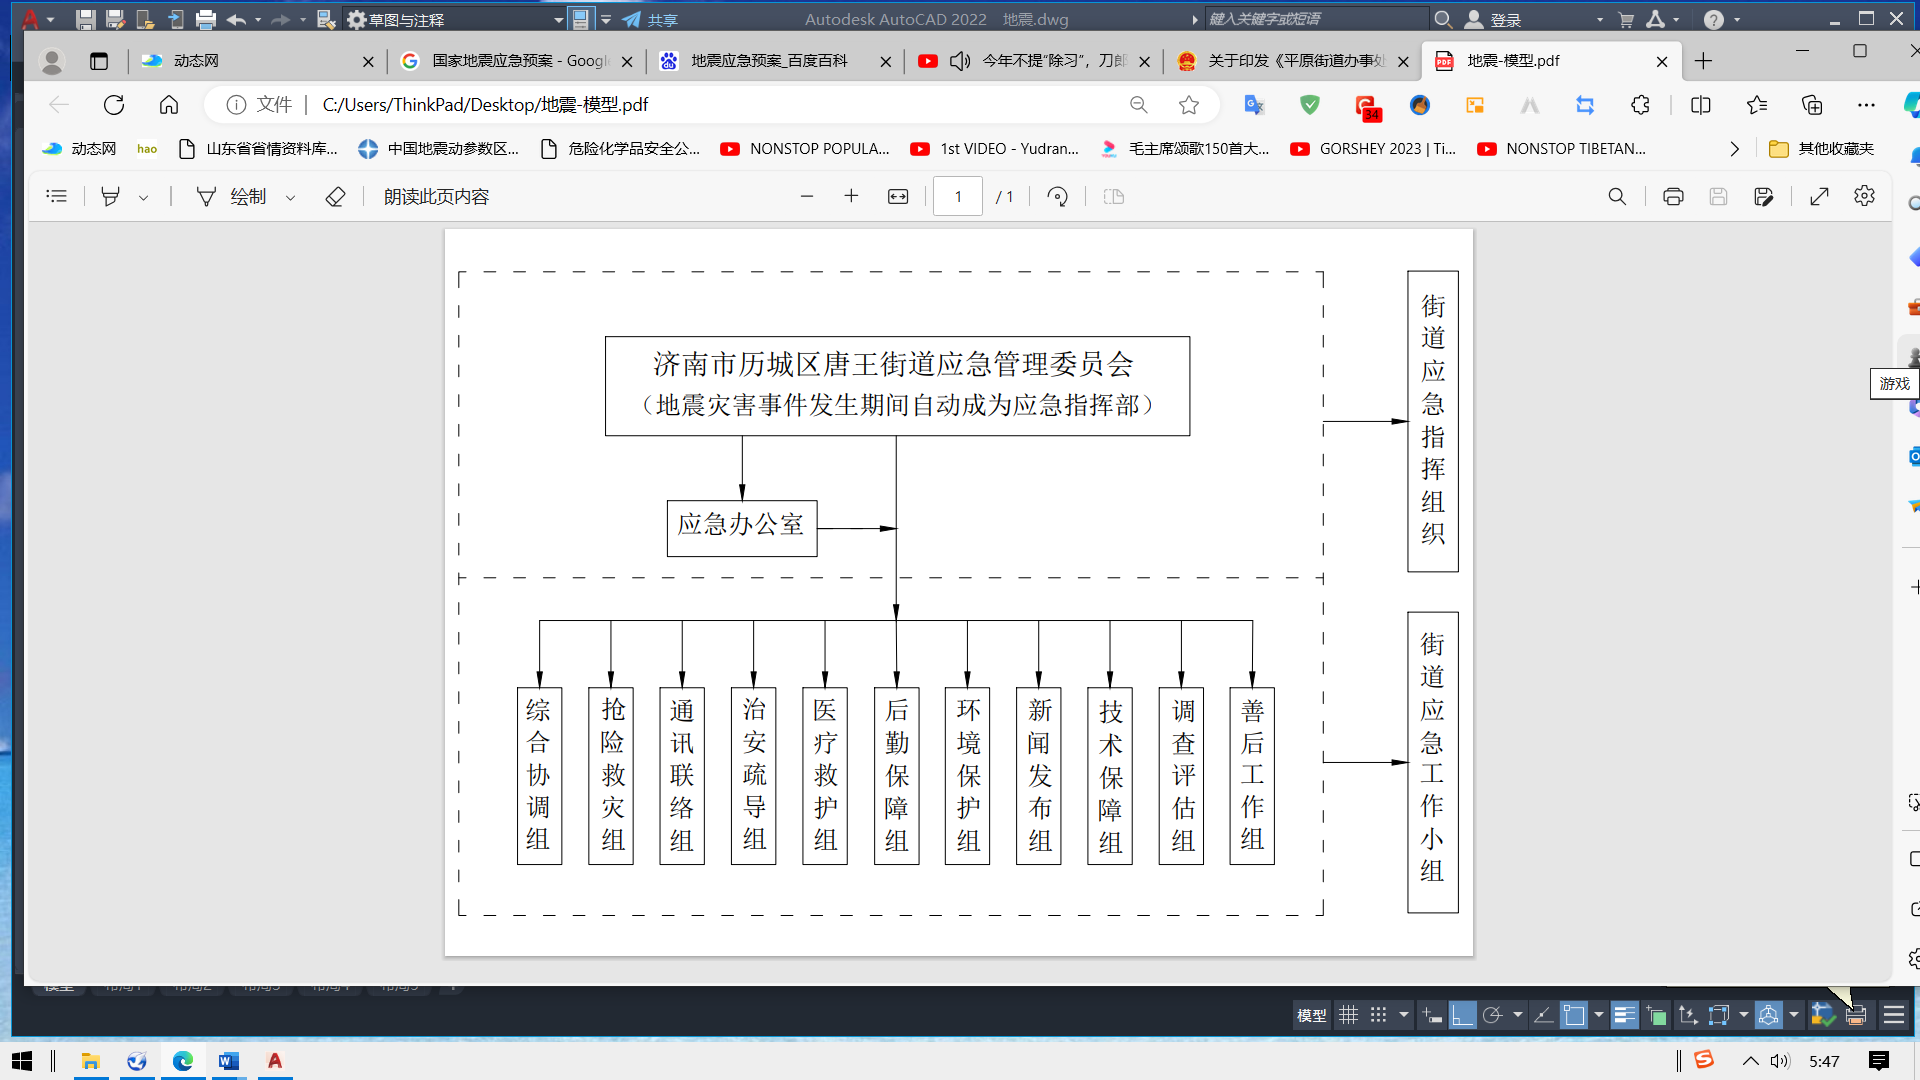 草图与注释
共享
Autodesk AutoCAD 2022 地震.dwg
键入关键字或短语
登录
动态网
国家地震应急预案 - Googl
地震应急预案_百度百科
今年不提“除习”，刀郎
关于印发《平原街道办事处
地震-模型.pdf
文件
C:/Users/ThinkPad/Desktop/地震-模型.pdf
34
动态网
hao
山东省省情资料库...
中国地震动参数区...
危险化学品安全公...
NONSTOP POPULA...
1st VIDEO - Yudran...
毛主席颂歌150首大...
GORSHEY 2023 | Ti...
NONSTOP TIBETAN...
其他收藏夹
绘制
朗读此页内容
1
/ 1
济南市历城区唐王街道应急管理委员会
（地震灾害事件发生期间自动成为应急指挥部）
应急办公室
街道应急指挥组织
综合协调组
抢险救灾组
通讯联络组
治安疏导组
医疗救护组
后勤保障组
环境保护组
新闻发布组
技术保障组
调查评估组
善后工作组
街道应急工作小组
游戏
模型
5:47